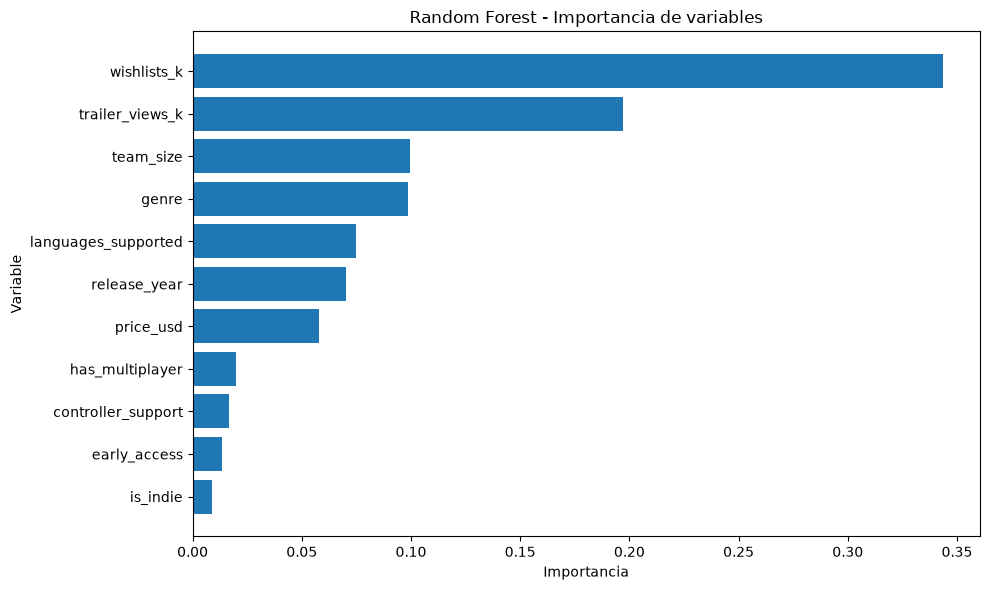 Random Forest - Importancia de variables
Variable
wishlists_k
trailer_views_k
team_size
genre
languages_supported
release_year
price_usd
has_multiplayer
controller_support
early_access
is_indie
0.00 0.05 0.10 0.15 0.20 0.25 0.30 0.35
Importancia